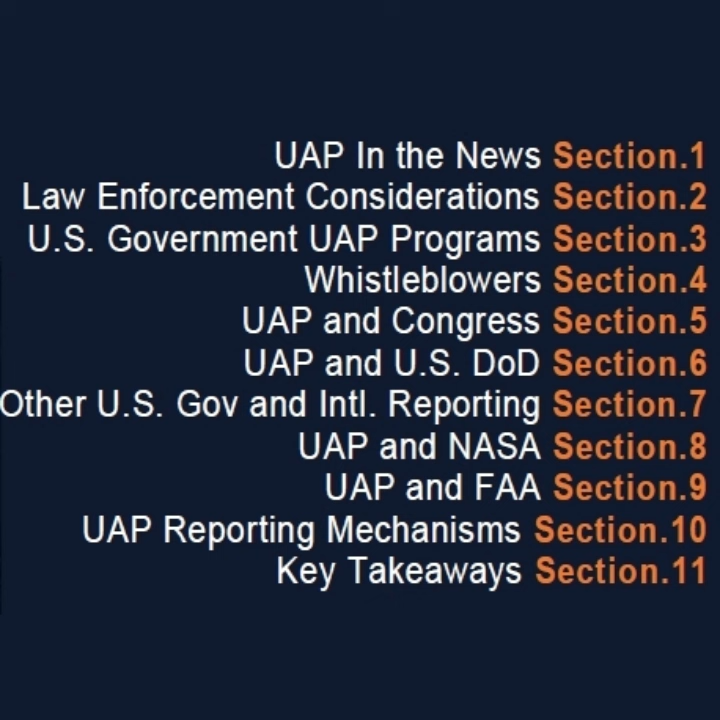 UAP In the News Section.1
Law Enforcement Considerations Section.2
U.S. Government UAP Programs Section.3
Whistleblowers Section.4
UAP and Congress Section.5
UAP and U.S. DoD Section.6
Other U.S. Gov and Intl. Reporting Section.7
UAP and NASA Section.8
UAP and FAA Section.9
UAP Reporting Mechanisms Section.10
Key Takeaways Section.11